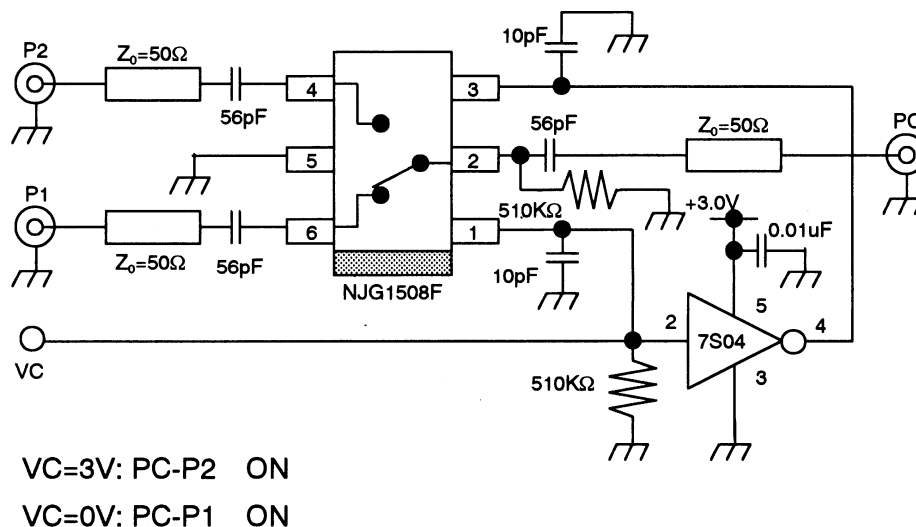 P2
Z₀=50Ω
56pF
4
3
10pF
5
2
56pF
Z₀=50Ω
PC
P1
Z₀=50Ω
56pF
6
1
510KΩ
10pF
NJG1508F
+3.0V
0.01uF
5
VC
2
7S04
4
3
510KΩ
VC=3V: PC-P2 ON
VC=0V: PC-P1 ON